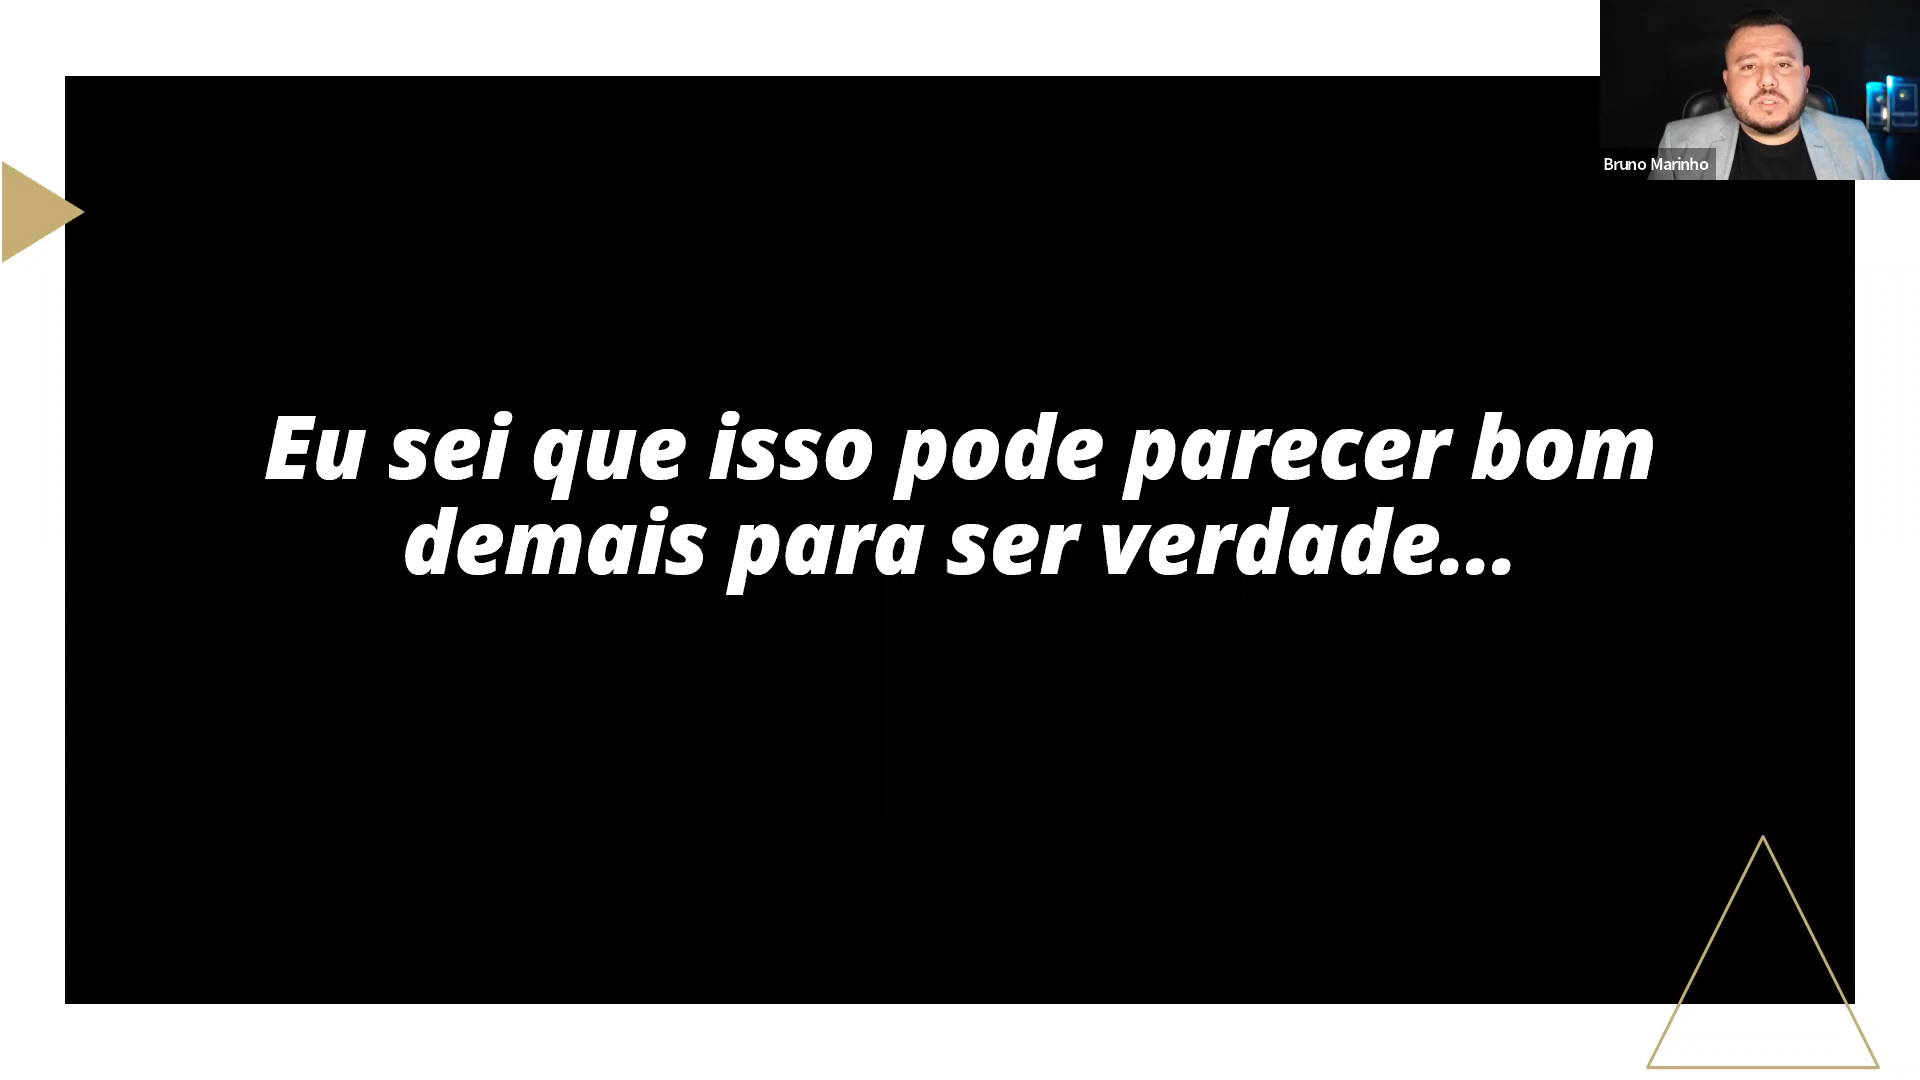 Bruno Marinho
Eu sei que isso pode parecer bom
demais para ser verdade...